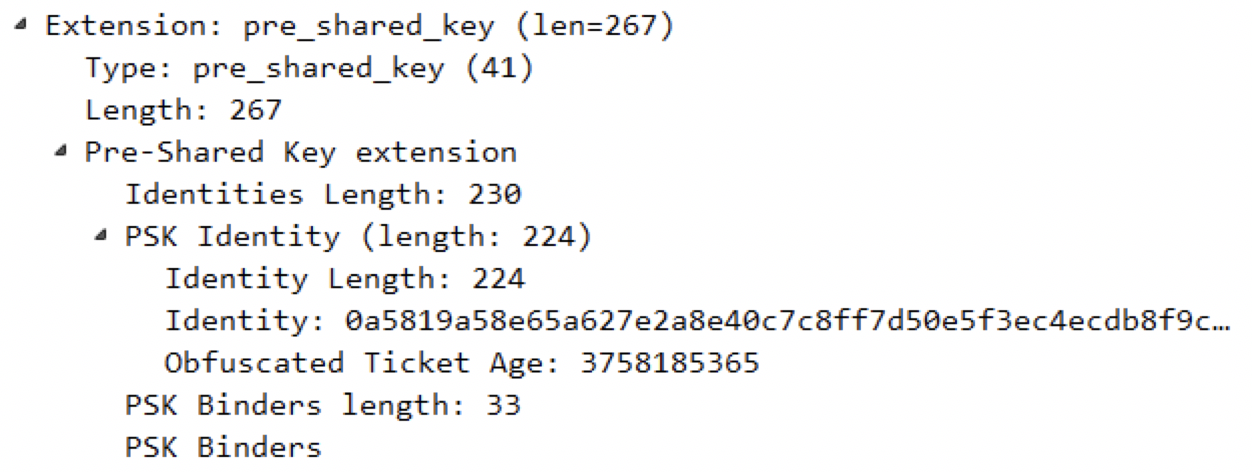 Extension: pre_shared_key (len=267)
Type: pre_shared_key (41)
Length: 267
Pre-Shared Key extension
Identities Length: 230
PSK Identity (length: 224)
Identity Length: 224
Identity: 0a5819a58e65a627e2a8e40c7c8ff7d50e5f3ec4ecdb8f9c…
Obfuscated Ticket Age: 3758185365
PSK Binders length: 33
PSK Binders